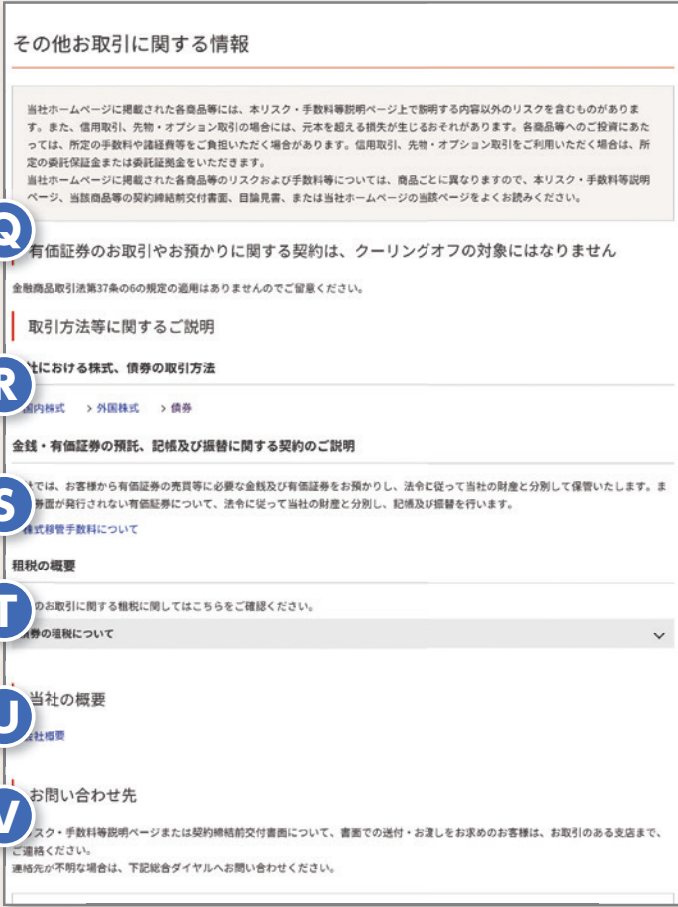 その他お取引に関する情報
当社ホームページに掲載された各商品等には、本リスク・手数料等説明ページ上で説明する内容以外のリスクを含むものがありま
す。また、信用取引、先物・オプション取引の場合には、元本を超える損失が生じるおそれがあります。各商品等へのご投資にあた
っては、所定の手数料や諸経費等をご負担いただく場合があります。信用取引、先物・オプション取引をご利用いただく場合は、所
定の委託保証金または委託証拠金をいただきます。
当社ホームページに掲載された各商品等のリスクおよび手数料等については、商品ごとに異なりますので、本リスク・手数料等説明
ページ、当該商品等の契約締結前交付書面、目論見書、または当社ホームページの当該ページをよくお読みください。
Q
有価証券のお取引やお預かりに関する契約は、クーリングオフの対象にはなりません
金融商品取引法第37条の6の規定の適用はありませんのでご留意ください。
取引方法等に関するご説明
社における株式、債券の取引方法
R
国内株式 > 外国株式 > 債券
金銭・有価証券の預託、記帳及び振替に関する契約のご説明
社では、お客様から有価証券の売買等に必要な金銭及び有価証券をお預かりし、法令に従って当社の財産と分別して保管いたします。ま
S
券面が発行されない有価証券について、法令に従って当社の財産と分別し、記帳及び振替を行います。
株式移管手数料について
租税の概要
T
のお取引に関する租税に関してはこちらをご確認ください。
債券の租税について
当社の概要
U
会社概要
お問い合わせ先
V
スク・手数料等説明ページまたは契約締結前交付書面について、書面での送付・お渡しをお求めのお客様は、お取引のある支店まで、
ご連絡ください。
連絡先が不明な場合は、下記総合ダイヤルへお問い合わせください。